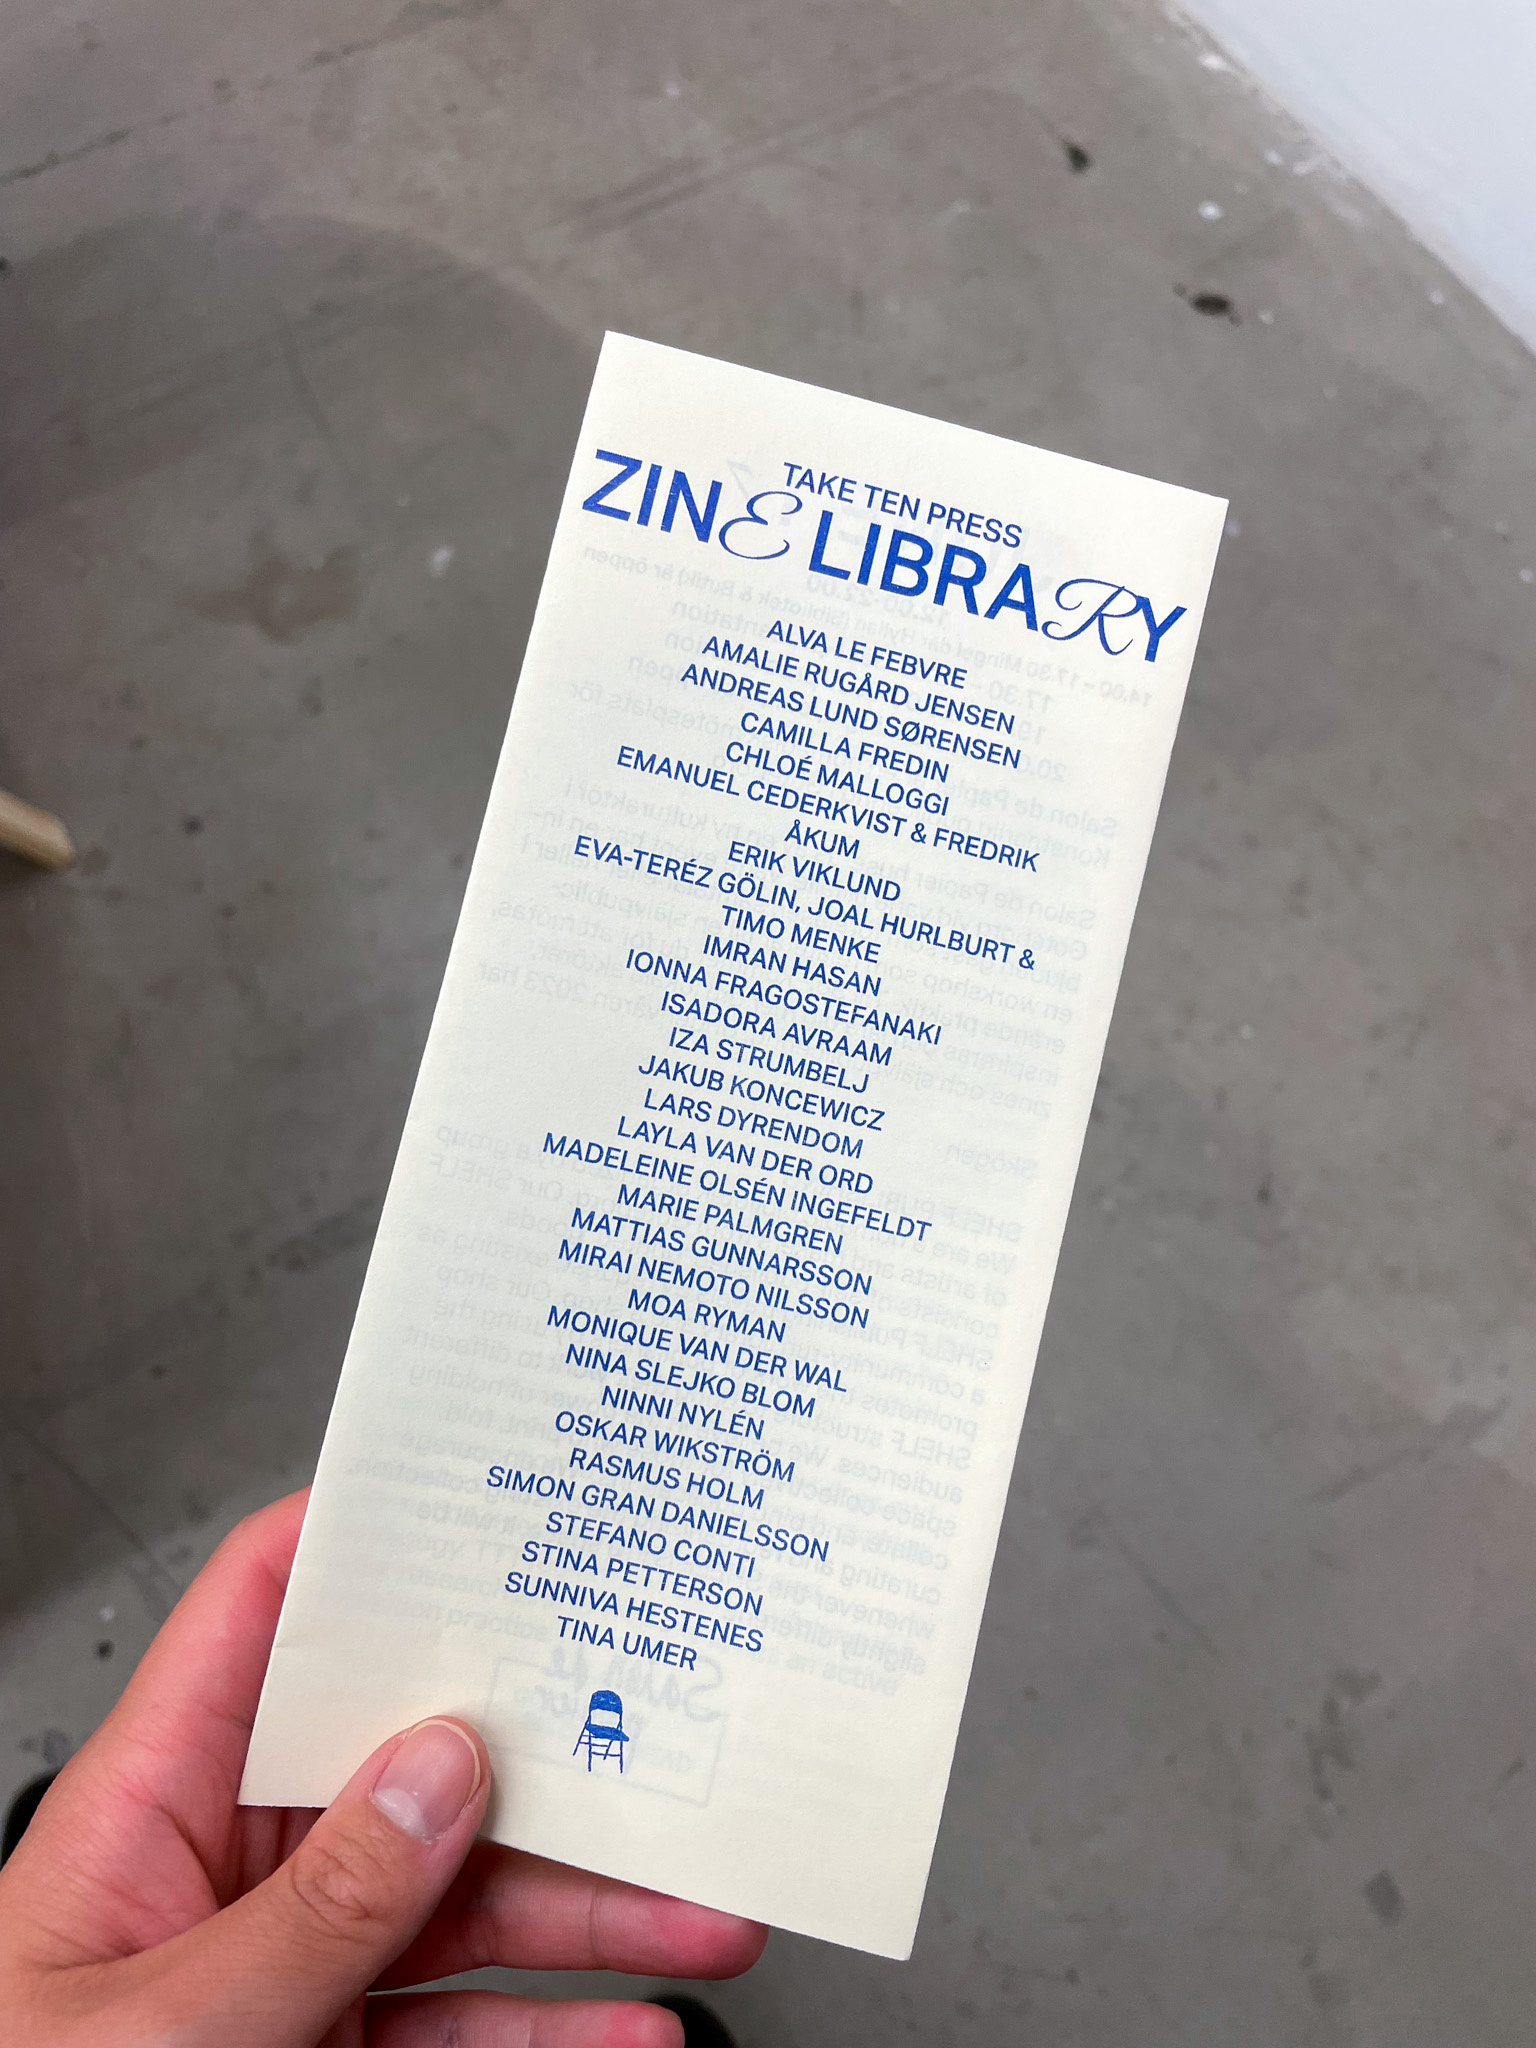 TAKE TEN PRESS
ZINE LIBRARY
ALVA LE FEBVRE
AMALIE RUGÅRD JENSEN
ANDREAS LUND SØRENSEN
CAMILLA FREDIN
CHLOÉ MALLOGGI
EMANUEL CEDERKVIST & FREDRIK
ÅKUM
ERIK VIKLUND
EVA-TERÉZ GÖLIN, JOAL HURLBURT &
TIMO MENKE
IMRAN HASAN
IONNA FRAGOSTEFANAKI
ISADORA AVRAAM
IZA STRUMBELJ
JAKUB KONCEWICZ
LARS DYRENDOM
LAYLA VAN DER ORD
MADELEINE OLSÉN INGEFELDT
MARIE PALMGREN
MATTIAS GUNNARSSON
MIRAI NEMOTO NILSSON
MOA RYMAN
MONIQUE VAN DER WAL
NINA SLEJKO BLOM
NINNI NYLÉN
OSKAR WIKSTRÖM
RASMUS HOLM
SIMON GRAN DANIELSSON
STEFANO CONTI
STINA PETTERSON
SUNNIVA HESTENES
TINA UMER